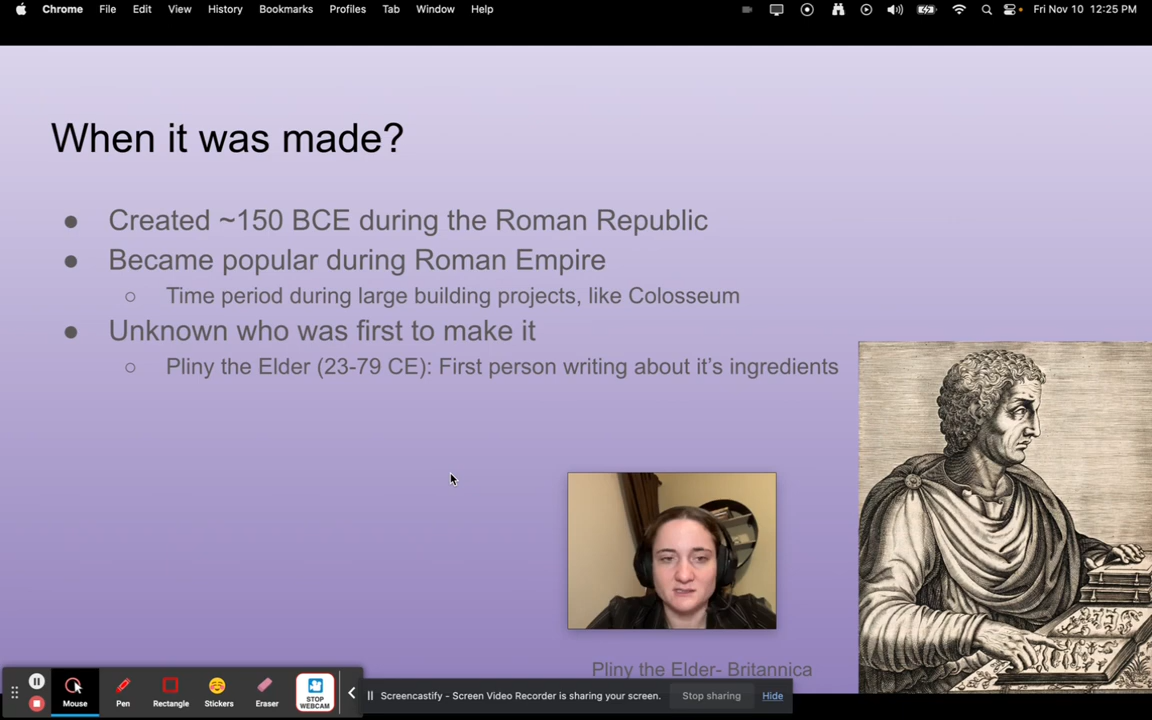 Chrome File Edit View History Bookmarks Profiles Tab Window Help Fri Nov 10 12:25 PM
When it was made?
● Created ~150 BCE during the Roman Republic
● Became popular during Roman Empire
○ Time period during large building projects, like Colosseum
● Unknown who was first to make it
○ Pliny the Elder (23-79 CE): First person writing about it’s ingredients
Pliny the Elder- Britannica
Mouse Pen Rectangle Stickers Eraser STOP WEBCAM
Screencastify - Screen Video Recorder is sharing your screen. Stop sharing Hide